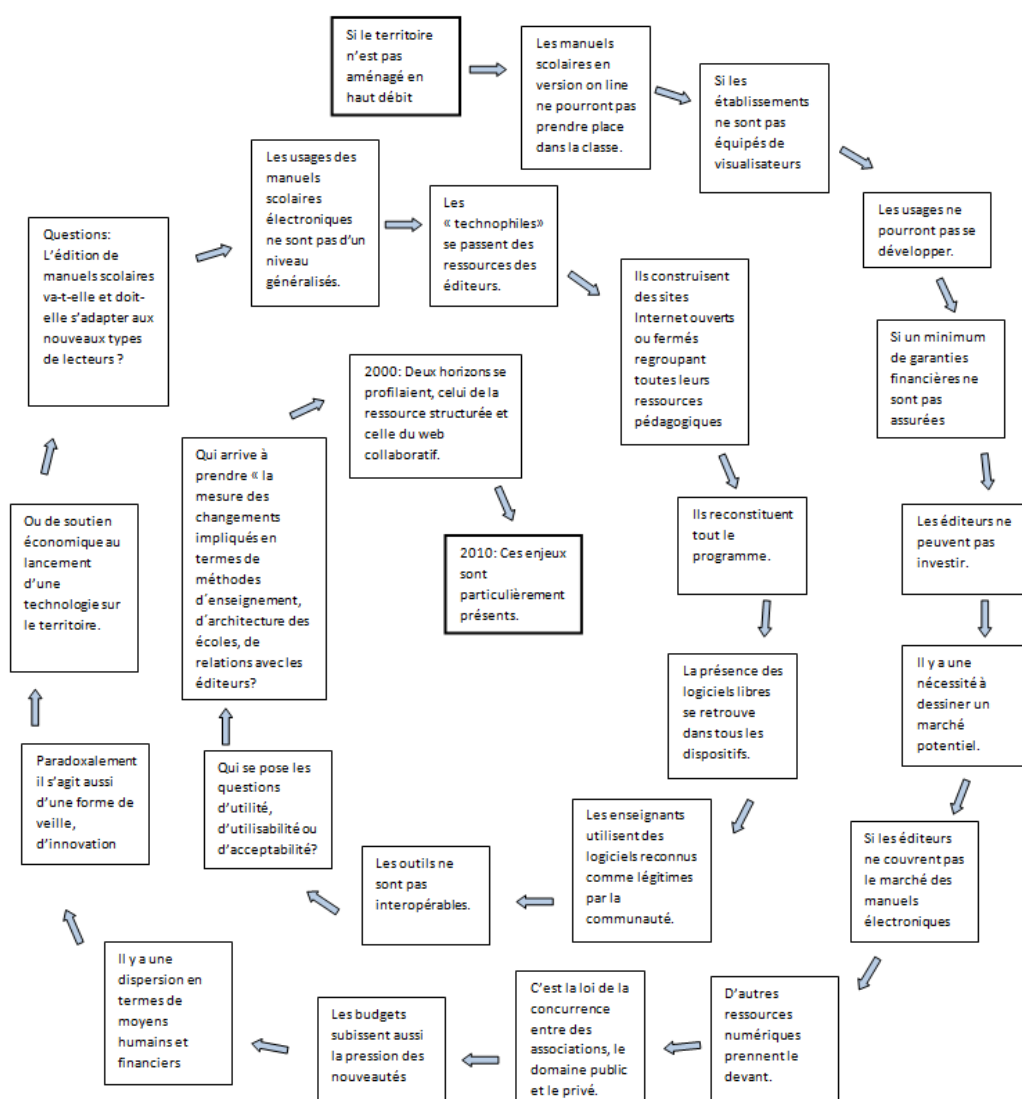 Si le territoire
n'est pas
aménagé en
haut débit
Les manuels
scolaires en
version on line
ne pourront pas
prendre place
dans la classe.
Si les
établissements
ne sont pas
équipés de
visualisateurs
Les usages ne
pourront pas se
développer.
Si un minimum
de garanties
financières ne
sont pas
assurées
Les éditeurs ne
peuvent pas
investir.
Il y a une
nécessité à
dessiner un
marché
potentiel.
Si les éditeurs
ne couvrent pas
le marché des
manuels
électroniques
D'autres
ressources
numériques
prennent le
devant.
C'est la loi de la
concurrence
entre des
associations, le
domaine public
et le privé.
Les budgets
subissent aussi
la pression des
nouveautés
Il y a une
dispersion en
termes de
moyens
humains et
financiers
Paradoxalement
il s'agit aussi
d'une forme de
veille,
d'innovation
Ou de soutien
économique au
lancement
d'une
technologie sur
le territoire.
Questions:
L'édition de
manuels scolaires
va-t-elle et doit-
elle s'adapter aux
nouveaux types
de lecteurs ?
Les usages des
manuels
scolaires
électroniques
ne sont pas d'un
niveau
généralisés.
Les
« technophiles»
se passent des
ressources des
éditeurs.
Ils construisent
des sites
Internet ouverts
ou fermés
regroupant
toutes leurs
ressources
pédagogiques
Ils reconstituent
tout le
programme.
La présence des
logiciels libres
se retrouve
dans tous les
dispositifs.
Les enseignants
utilisent des
logiciels reconnus
comme légitimes
par la
communauté.
Les outils ne
sont pas
interopérables.
Qui se pose les
questions
d'utilité,
d'utilisabilité ou
d'acceptabilité?
Qui arrive à
prendre « la
mesure des
changements
impliqués en
termes de
méthodes
d´enseignement,
d´architecture des
écoles, de
relations avec les
éditeurs?
2000: Deux horizons se
profilaient, celui de la
ressource structurée et
celle du web
collaboratif.
2010: Ces enjeux
sont
particulièrement
présents.